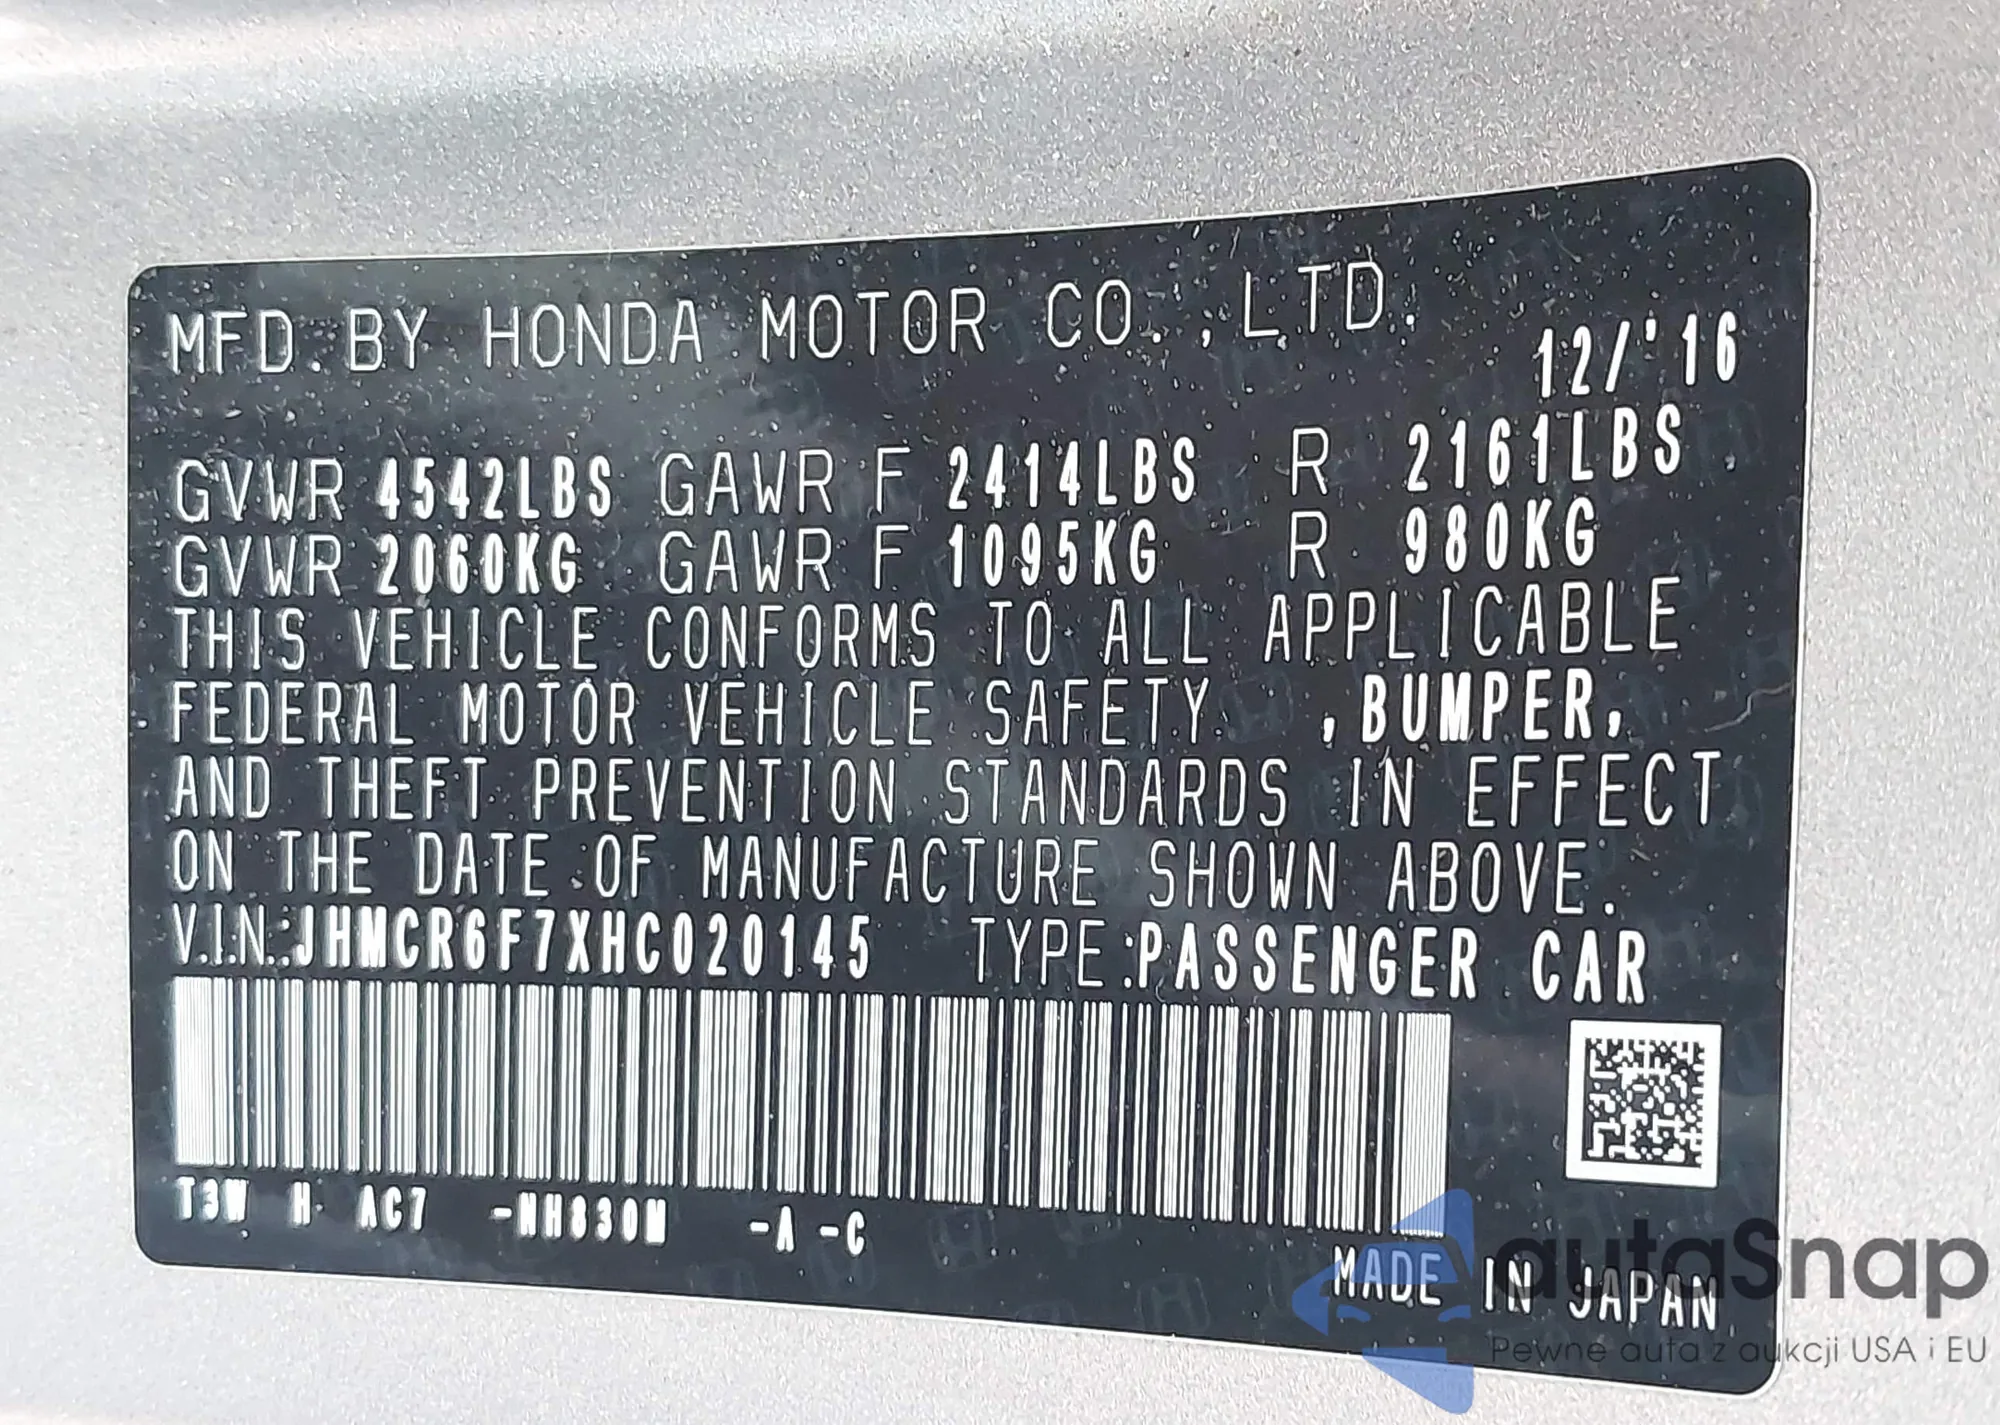 MFD. BY HONDA MOTOR CO., LTD.
12/'16
GVWR 4542LBS GAWR F 2414LBS R 2161LBS
GVWR 2060KG GAWR F 1095KG R 980KG
THIS VEHICLE CONFORMS TO ALL APPLICABLE
FEDERAL MOTOR VEHICLE SAFETY ,BUMPER,
AND THEFT PREVENTION STANDARDS IN EFFECT
ON THE DATE OF MANUFACTURE SHOWN ABOVE.
V.I.N.:JHMCR6F7XHC020145 TYPE:PASSENGER CAR
T3W H AC7 -NH830M -A -C
MADE IN JAPAN
autaSnap
Pewne auta z aukcji USA i EU